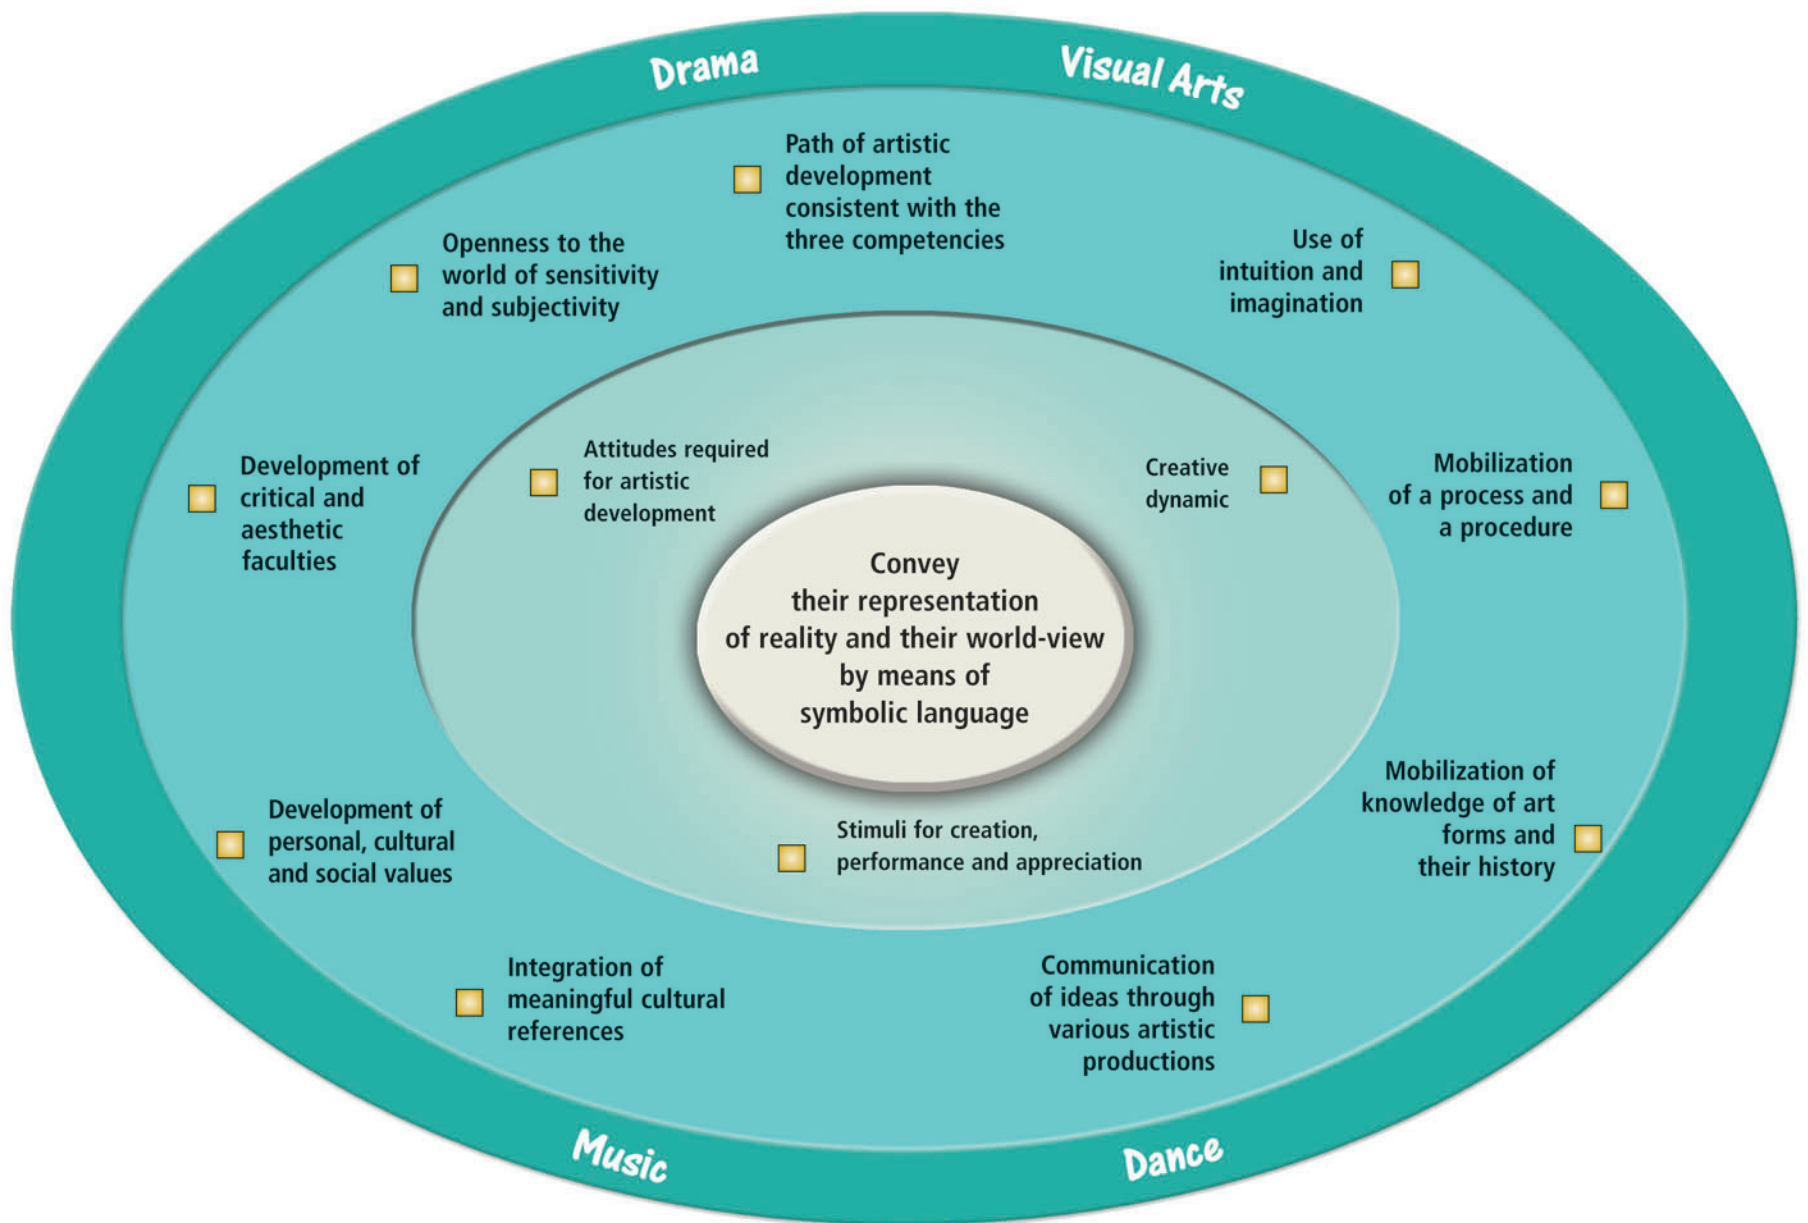 Drama
Visual Arts
Path of artistic
development
consistent with the
three competencies
Openness to the
world of sensitivity
and subjectivity
Use of
intuition and
imagination
Development of
critical and
aesthetic
faculties
Attitudes required
for artistic
development
Creative
dynamic
Mobilization
of a process and
a procedure
Convey
their representation
of reality and their world-view
by means of
symbolic language
Development of
personal, cultural
and social values
Stimuli for creation,
performance and appreciation
Mobilization of
knowledge of art
forms and
their history
Integration of
meaningful cultural
references
Communication
of ideas through
various artistic
productions
Music
Dance